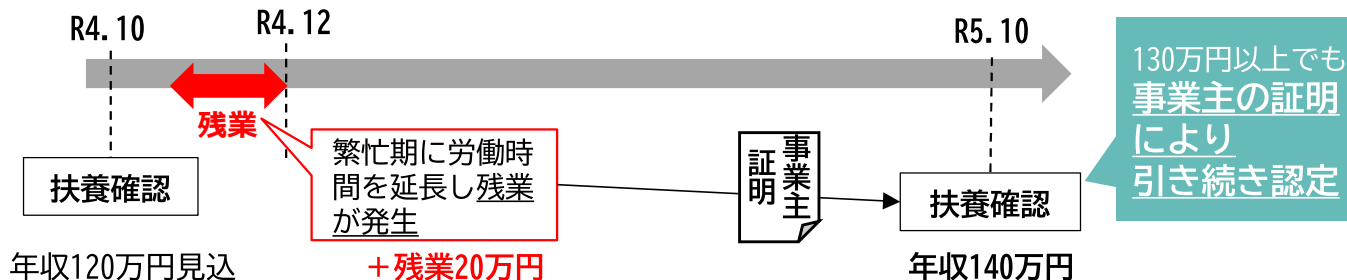 R4.10
R4.12
R5.10
残業
扶養確認
年収120万円見込
繁忙期に労働時
間を延長し残業
が発生
＋残業20万円
事業主
証明
扶養確認
年収140万円
130万円以上でも
事業主の証明
により
引き続き認定